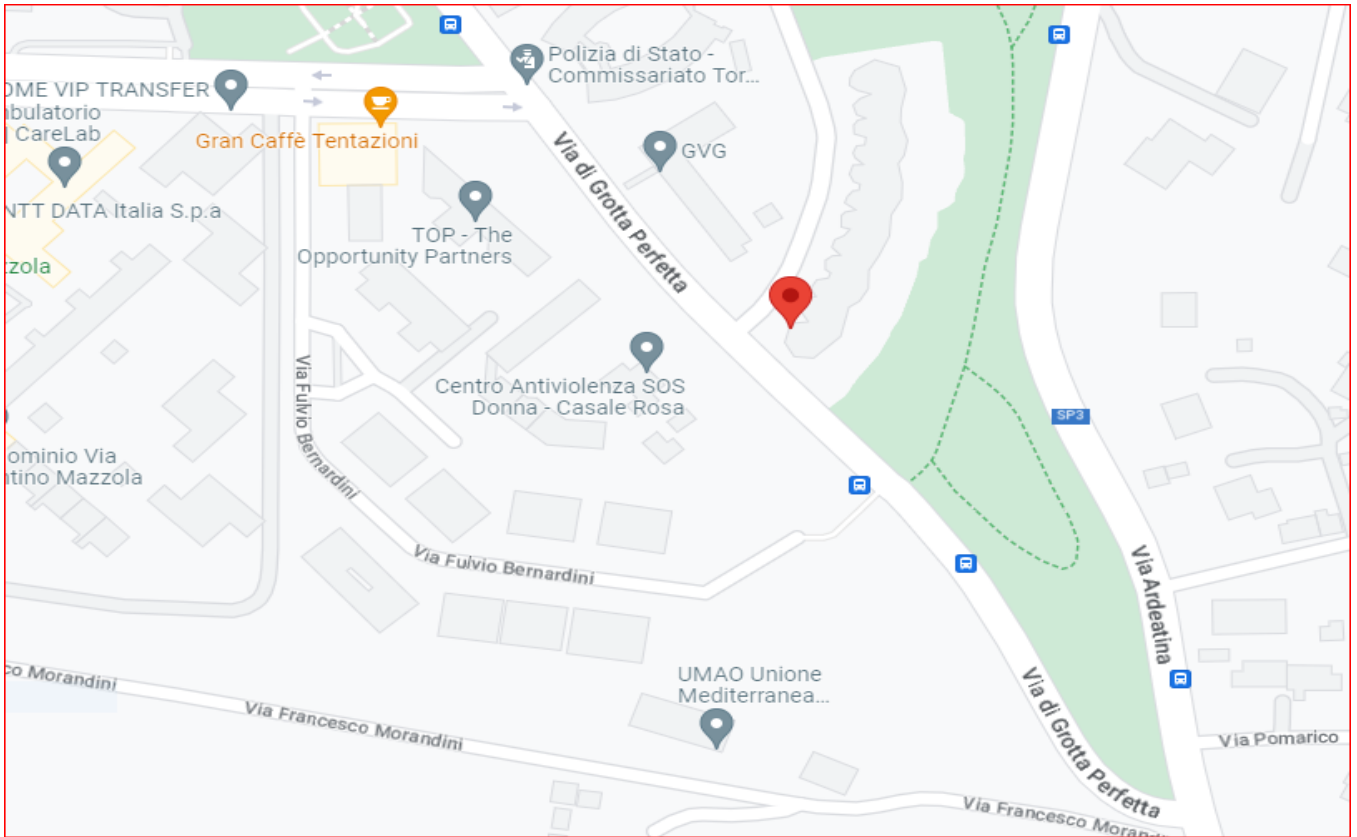 Polizia di Stato -
Commissariato Tor...
OME VIP TRANSFER
bulatorio
CareLab
Gran Caffè Tentazioni
GVG
NTT DATA Italia S.p.a
TOP - The
Opportunity Partners
Via di Grotta Perfetta
zzola
Centro Antiviolenza SOS
Donna - Casale Rosa
Via Fulvio Bernardini
SP3
ominio Via
ntino Mazzola
Via Fulvio Bernardini
Via Ardeatina
UMAO Unione
Mediterranea...
co Morandini
Via Francesco Morandini
Via di Grotta Perfetta
Via Pomarico
Via Francesco Morandi